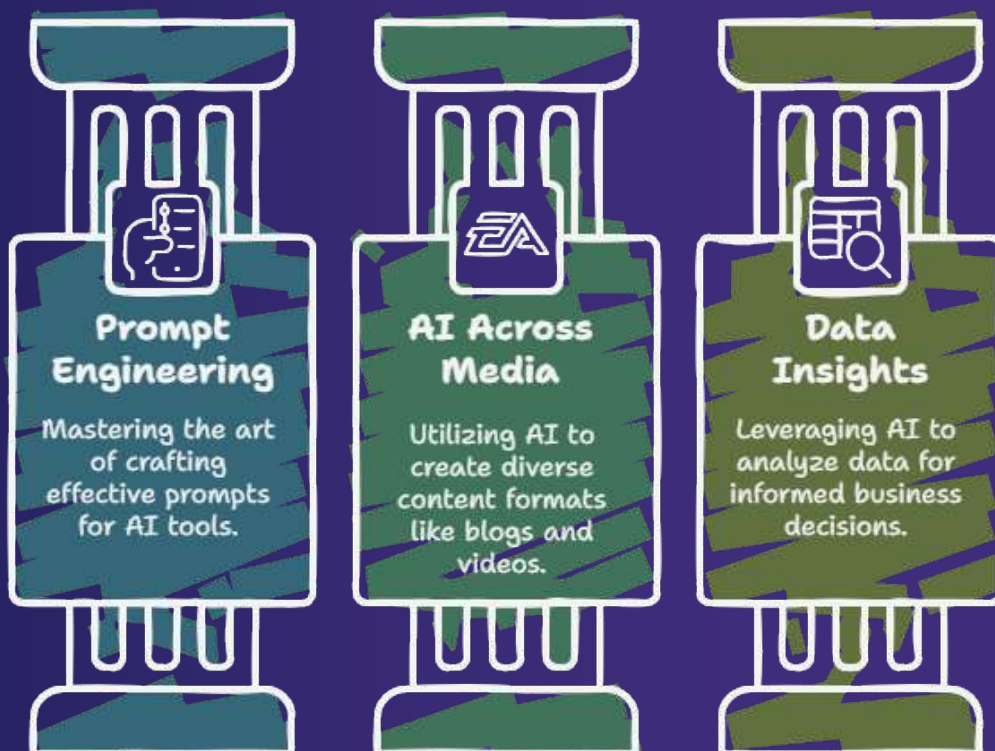 Prompt
Engineering
Mastering the art
of crafting
effective prompts
for AI tools.
EA
AI Across
Media
Utilizing AI to
create diverse
content formats
like blogs and
videos.
Data
Insights
Leveraging AI to
analyze data for
informed business
decisions.